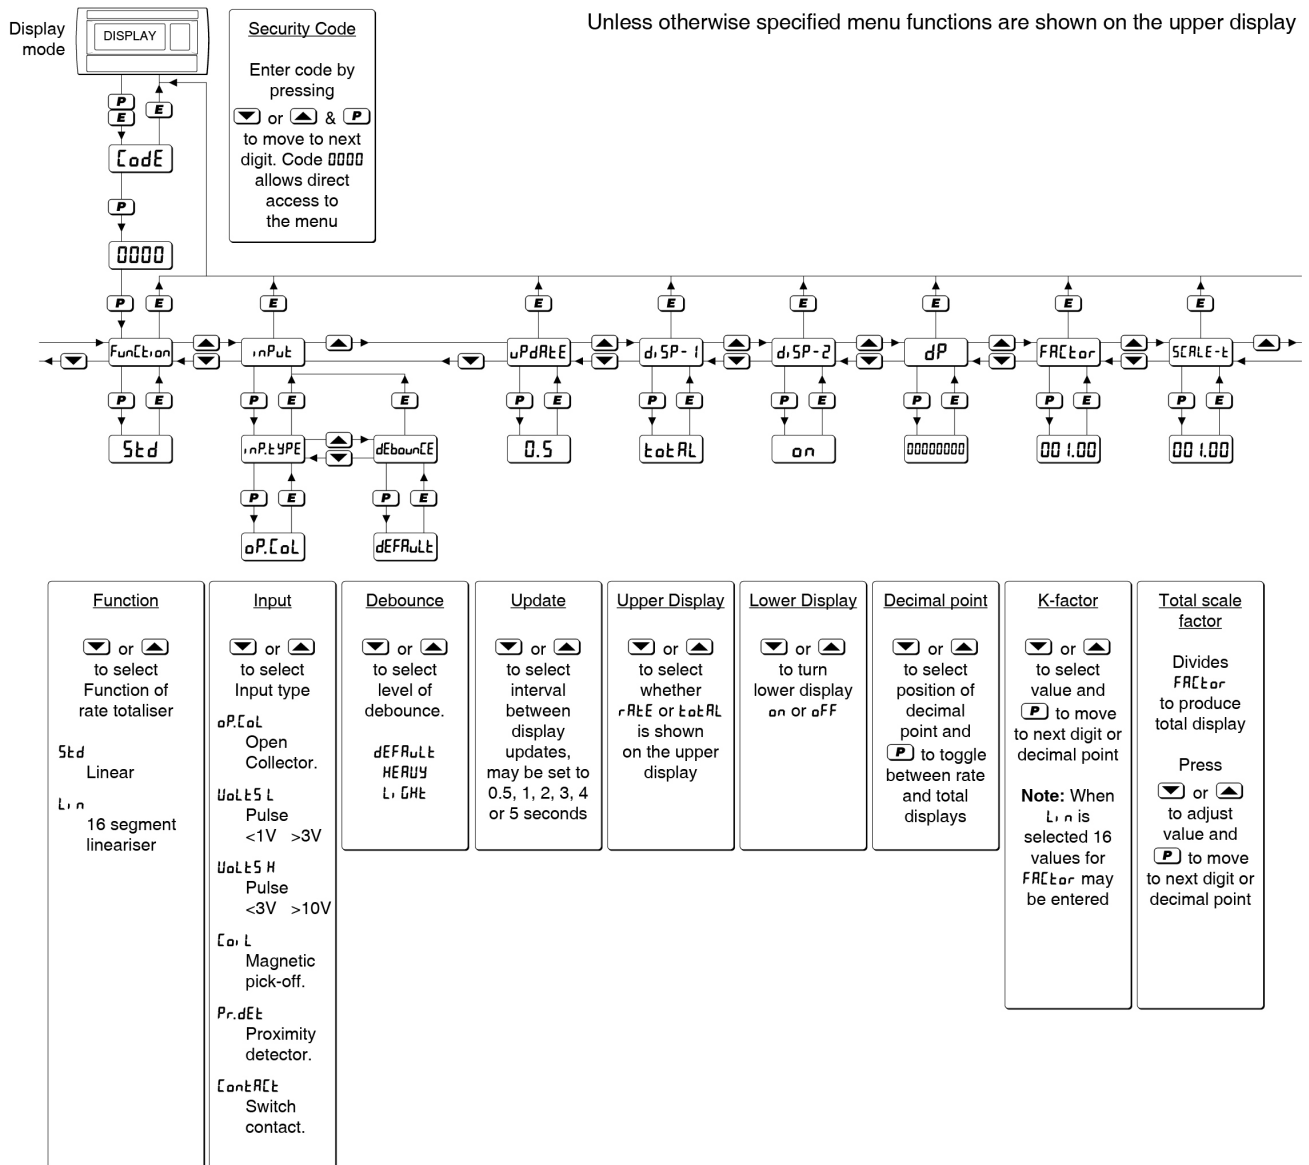 Unless otherwise specified menu functions are shown on the upper display
Display
mode
DISPLAY
Security Code
Enter code by
pressing
or & P
to move to next
digit. Code 0000
allows direct
access to
the menu
P
E
E
CodE
P
0000
P E E E E E E E E
FunCtion inPut uPdAtE diSP-1 diSP-2 dP FACtor SCALE-t
P E P E E P E P E P E P E P E P E
Std inP.tYPE dEbounCE 0.5 totAL on 00000000 001.00 001.00
P E P E
oP.CoL dEFAuLt
Function
or
to select
Function of
rate totaliser
Std
Linear
Lin
16 segment
lineariser
Input
or
to select
Input type
oP.CoL
Open
Collector.
VoLtS L
Pulse
<1V >3V
VoLtS H
Pulse
<3V >10V
CoiL
Magnetic
pick-off.
Pr.dEt
Proximity
detector.
ContACt
Switch
contact.
Debounce
or
to select
level of
debounce.
dEFAuLt
HEAVY
LiGHt
Update
or
to select
interval
between
display
updates,
may be set to
0.5, 1, 2, 3, 4
or 5 seconds
Upper Display
or
to select
whether
rAtE or totAL
is shown
on the upper
display
Lower Display
or
to turn
lower display
on or oFF
Decimal point
or
to select
position of
decimal
point and
P to toggle
between rate
and total
displays
K-factor
or
to select
value and
P to move
to next digit or
decimal point
Note: When
Lin is
selected 16
values for
FACtor may
be entered
Total scale
factor
Divides
FACtor
to produce
total display
Press
or
to adjust
value and
P to move
to next digit or
decimal point